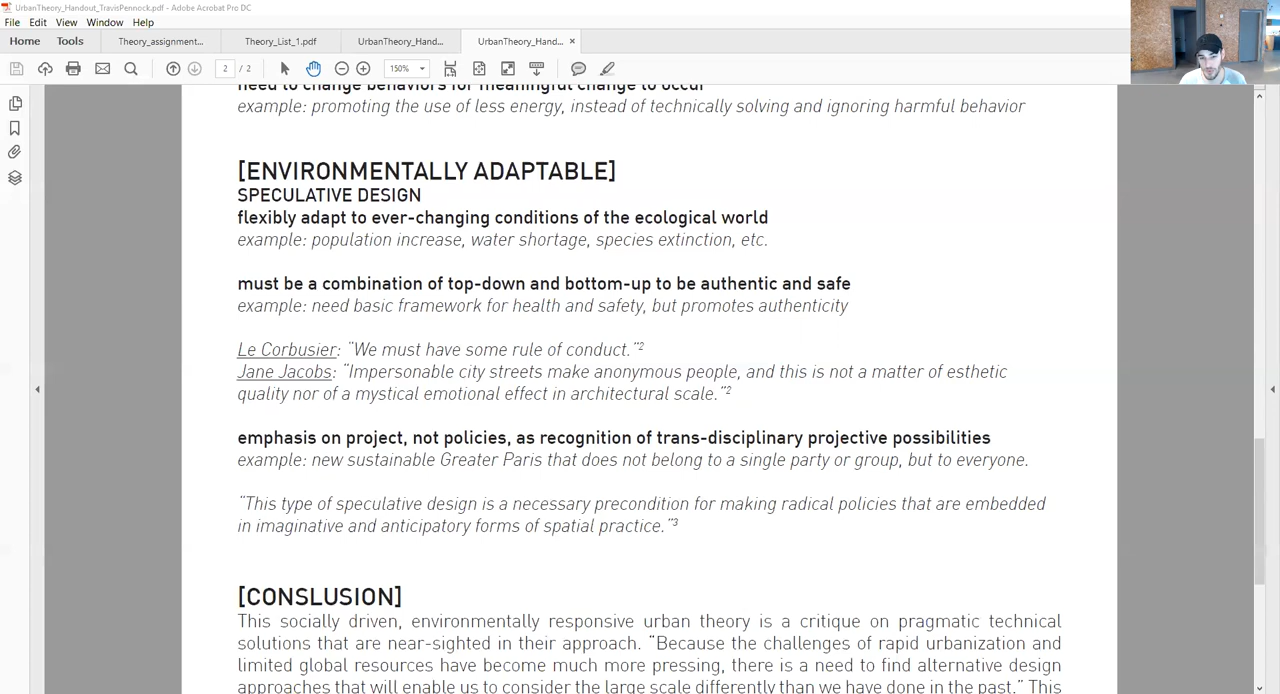 UrbanTheory_Handout_TravisPennock.pdf - Adobe Acrobat Pro DC
File Edit View Window Help
Home Tools Theory_assignment... Theory_List_1.pdf UrbanTheory_Hand... UrbanTheory_Hand... ×
2 / 2 150%
need to change behaviors for meaningful change to occur
example: promoting the use of less energy, instead of technically solving and ignoring harmful behavior
[ENVIRONMENTALLY ADAPTABLE]
SPECULATIVE DESIGN
flexibly adapt to ever-changing conditions of the ecological world
example: population increase, water shortage, species extinction, etc.
must be a combination of top-down and bottom-up to be authentic and safe
example: need basic framework for health and safety, but promotes authenticity
Le Corbusier: “We must have some rule of conduct.”2
Jane Jacobs: “Impersonable city streets make anonymous people, and this is not a matter of esthetic
quality nor of a mystical emotional effect in architectural scale.”2
emphasis on project, not policies, as recognition of trans-disciplinary projective possibilities
example: new sustainable Greater Paris that does not belong to a single party or group, but to everyone.
“This type of speculative design is a necessary precondition for making radical policies that are embedded
in imaginative and anticipatory forms of spatial practice.”3
[CONSLUSION]
This socially driven, environmentally responsive urban theory is a critique on pragmatic technical
solutions that are near-sighted in their approach. “Because the challenges of rapid urbanization and
limited global resources have become much more pressing, there is a need to find alternative design
approaches that will enable us to consider the large scale differently than we have done in the past.” This